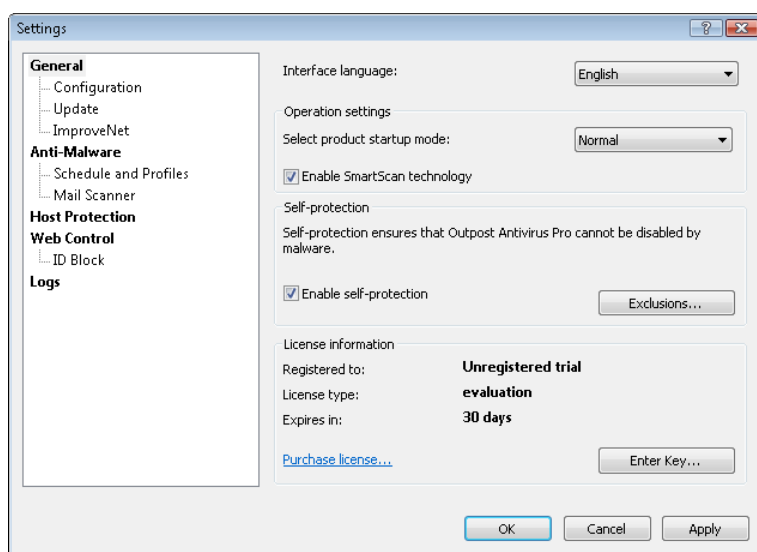 Settings
General
Configuration
Update
ImproveNet
Anti-Malware
Schedule and Profiles
Mail Scanner
Host Protection
Web Control
ID Block
Logs
Interface language: English
Operation settings
Select product startup mode: Normal
Enable SmartScan technology
Self-protection
Self-protection ensures that Outpost Antivirus Pro cannot be disabled by
malware.
Enable self-protection
Exclusions...
License information
Registered to: Unregistered trial
License type: evaluation
Expires in: 30 days
Purchase license...
Enter Key...
OK Cancel Apply